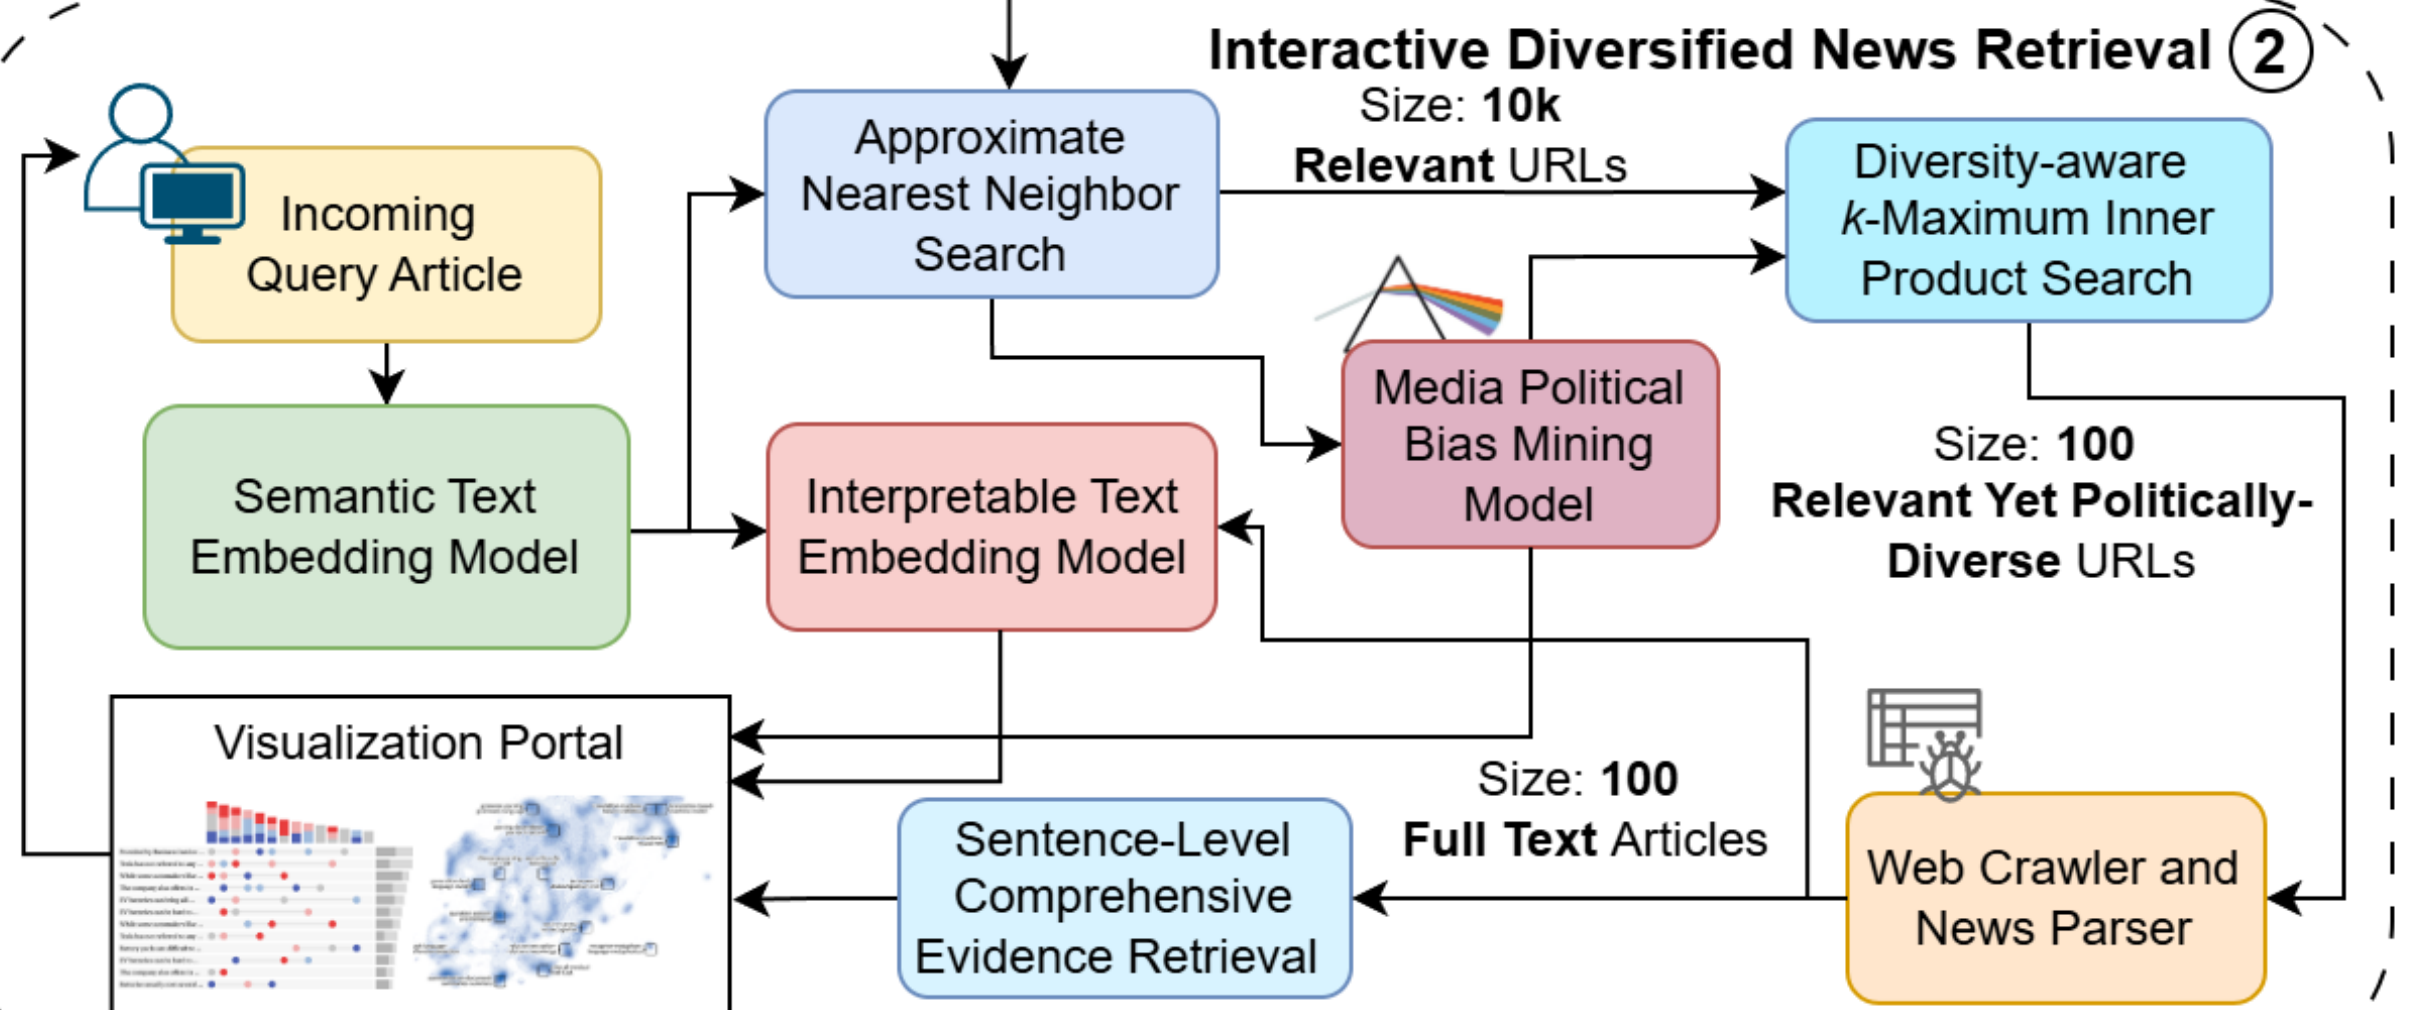 Interactive Diversified News Retrieval 2
Incoming
Query Article
Approximate
Nearest Neighbor
Search
Size: 10k
Relevant URLs
Diversity-aware
k-Maximum Inner
Product Search
Semantic Text
Embedding Model
Interpretable Text
Embedding Model
Media Political
Bias Mining
Model
Size: 100
Relevant Yet Politically-
Diverse URLs
Visualization Portal
Sentence-Level
Comprehensive
Evidence Retrieval
Size: 100
Full Text Articles
Web Crawler and
News Parser